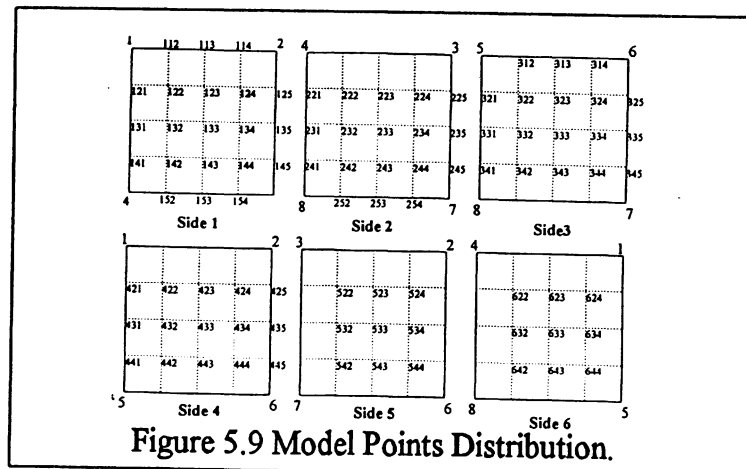 1 112 113 114 2
121 122 123 124 125
131 132 133 134 135
141 142 143 144 145
4 152 153 154
Side 1
4 3
221 222 223 224 225
231 232 233 234 235
241 242 243 244 245
8 252 253 254 7
Side 2
5 312 313 314 6
321 322 323 324 325
331 332 333 334 335
341 342 343 344 345
8 7
Side3
1 2
421 422 423 424 425
431 432 433 434 435
441 442 443 444 445
5 6
Side 4
3 2
522 523 524
532 533 534
542 543 544
7 6
Side 5
4 1
622 623 624
632 633 634
642 643 644
8 5
Side 6
Figure 5.9 Model Points Distribution.